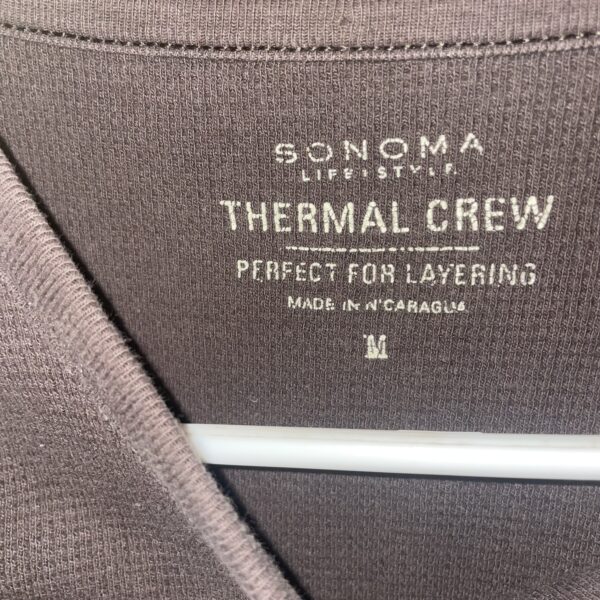 SONOMA
LIFE+STYLE
THERMAL CREW
PERFECT FOR LAYERING
MADE IN NICARAGUA
M